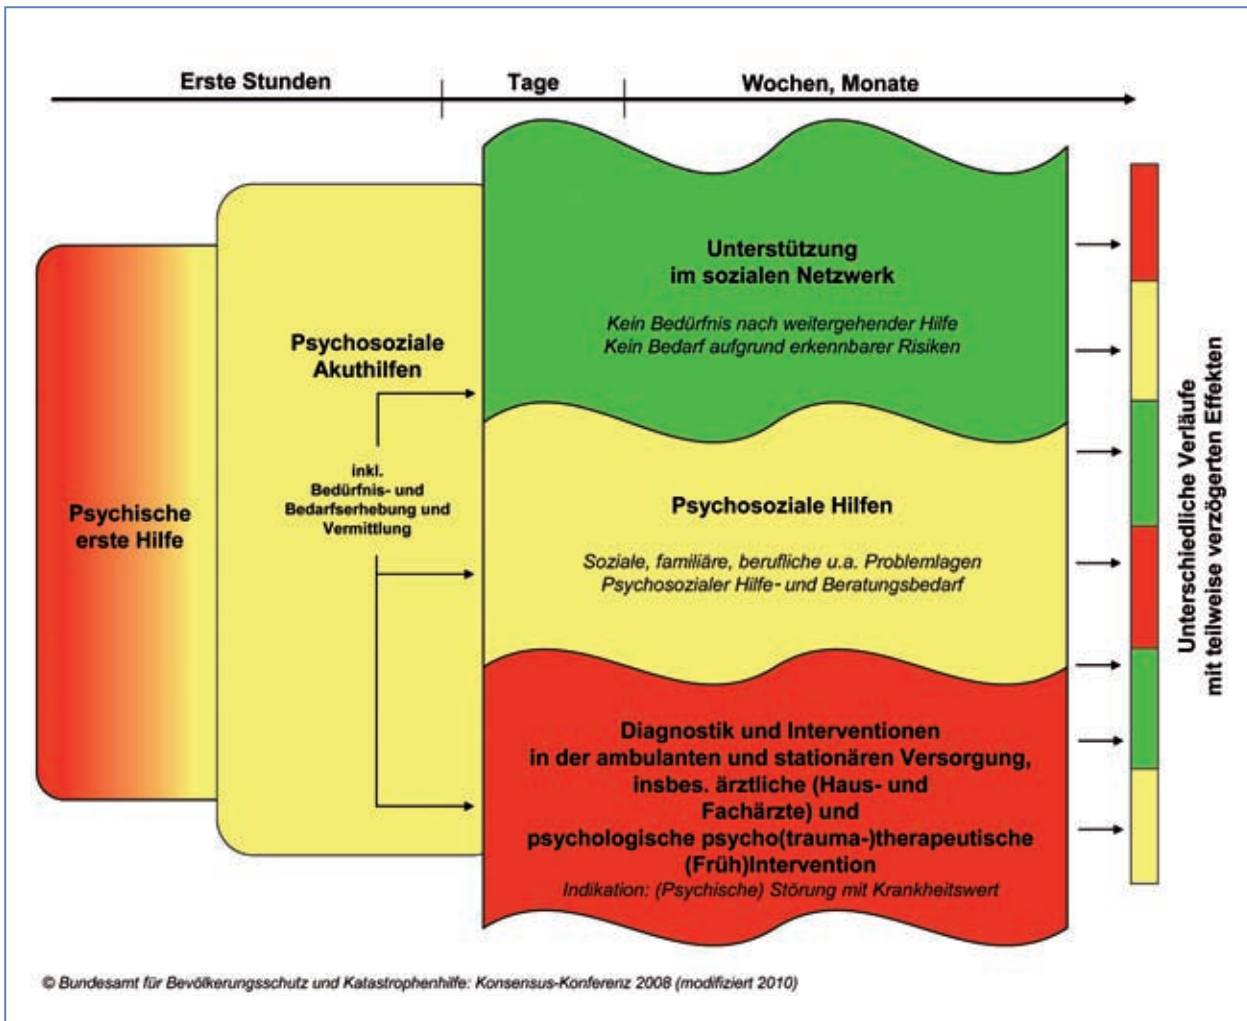 Erste Stunden
Tage
Wochen, Monate
Psychische
erste Hilfe
Psychosoziale
Akuthilfen
inkl.
Bedürfnis- und
Bedarfserhebung und
Vermittlung
Unterstützung
im sozialen Netzwerk
Kein Bedürfnis nach weitergehender Hilfe
Kein Bedarf aufgrund erkennbarer Risiken
Psychosoziale Hilfen
Soziale, familiäre, berufliche u.a. Problemlagen
Psychosozialer Hilfe- und Beratungsbedarf
Diagnostik und Interventionen
in der ambulanten und stationären Versorgung,
insbes. ärztliche (Haus- und
Fachärzte) und
psychologische psycho(trauma-)therapeutische
(Früh)Intervention
Indikation: (Psychische) Störung mit Krankheitswert
Unterschiedliche Verläufe
mit teilweise verzögerten Effekten
© Bundesamt für Bevölkerungsschutz und Katastrophenhilfe: Konsensus-Konferenz 2008 (modifiziert 2010)